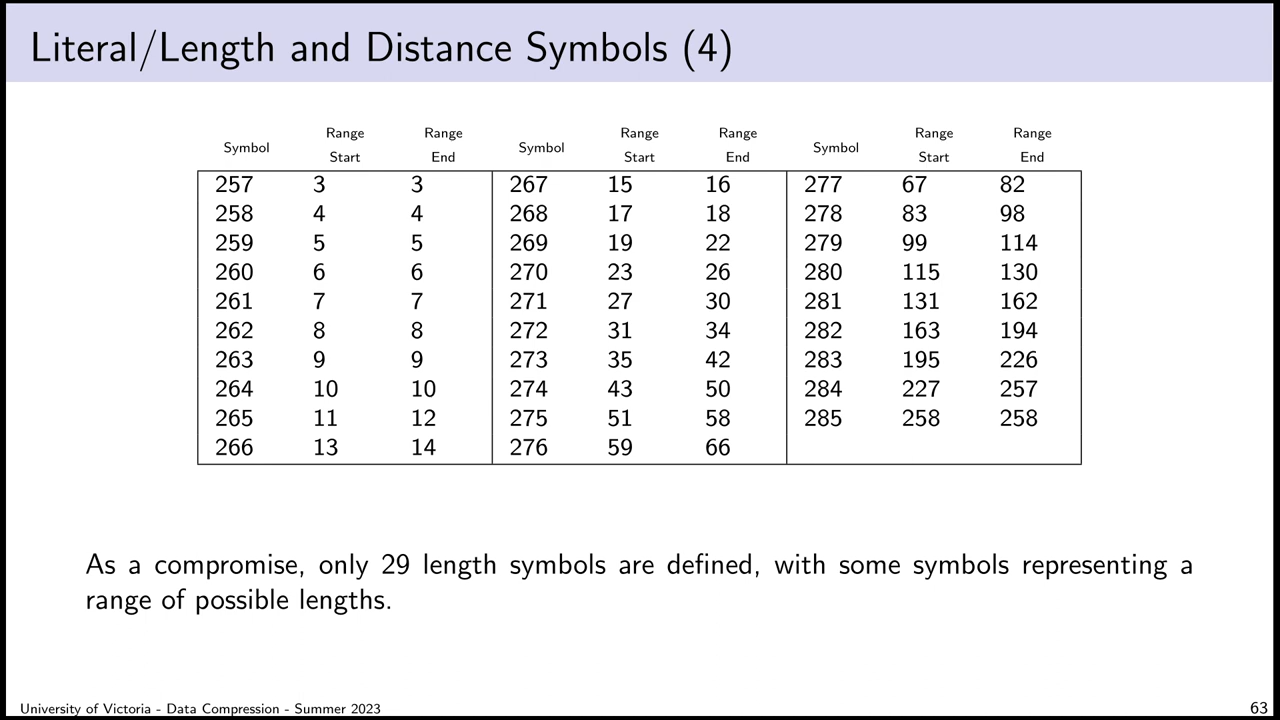 Literal/Length and Distance Symbols (4)
Symbol Range Start Range End Symbol Range Start Range End Symbol Range Start Range End
257 3 3 267 15 16 277 67 82
258 4 4 268 17 18 278 83 98
259 5 5 269 19 22 279 99 114
260 6 6 270 23 26 280 115 130
261 7 7 271 27 30 281 131 162
262 8 8 272 31 34 282 163 194
263 9 9 273 35 42 283 195 226
264 10 10 274 43 50 284 227 257
265 11 12 275 51 58 285 258 258
266 13 14 276 59 66
As a compromise, only 29 length symbols are defined, with some symbols representing a
range of possible lengths.
University of Victoria - Data Compression - Summer 2023 63